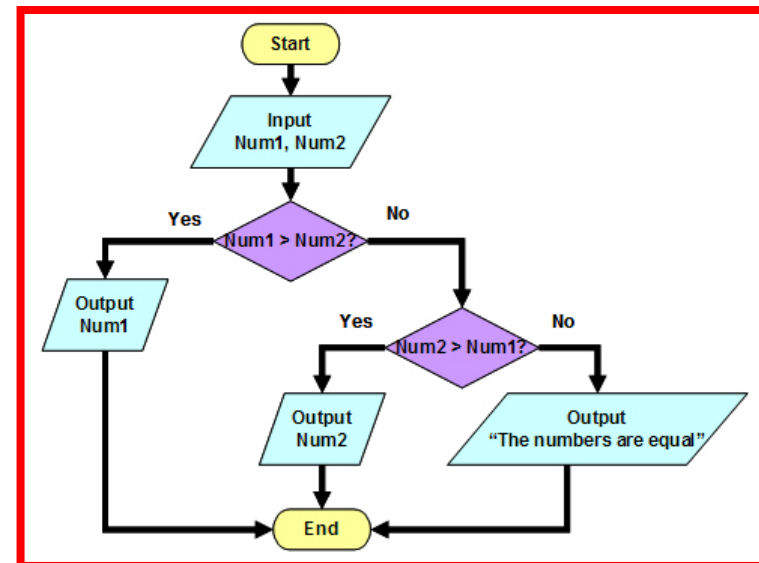 Start
Input
Num1, Num2
Yes
No
Num1 > Num2?
Output
Num1
Yes
No
Num2 > Num1?
Output
Num2
Output
“The numbers are equal”
End